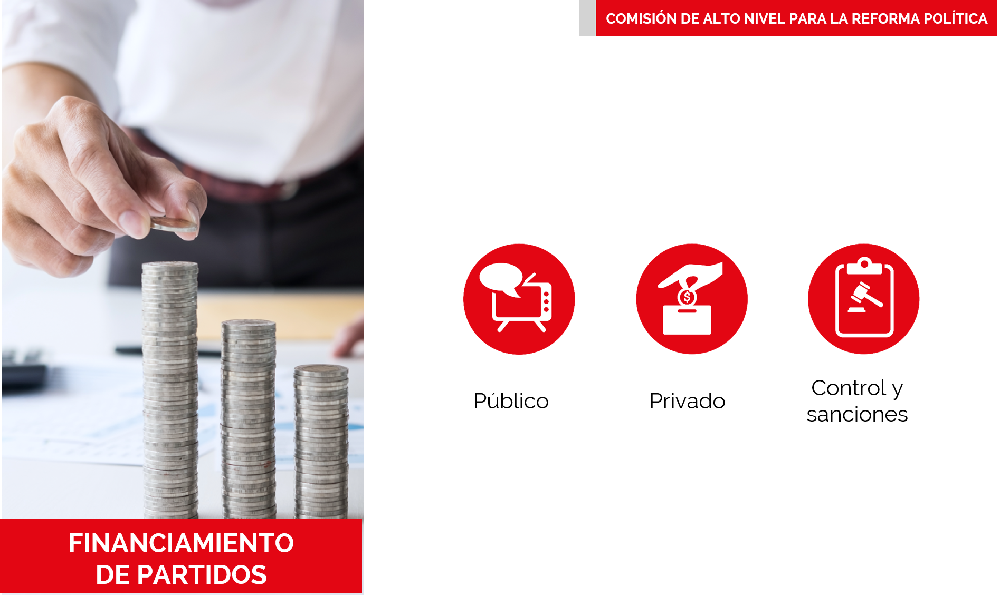 COMISIÓN DE ALTO NIVEL PARA LA REFORMA POLÍTICA
$
Público
Privado
Control y
sanciones
FINANCIAMIENTO
DE PARTIDOS